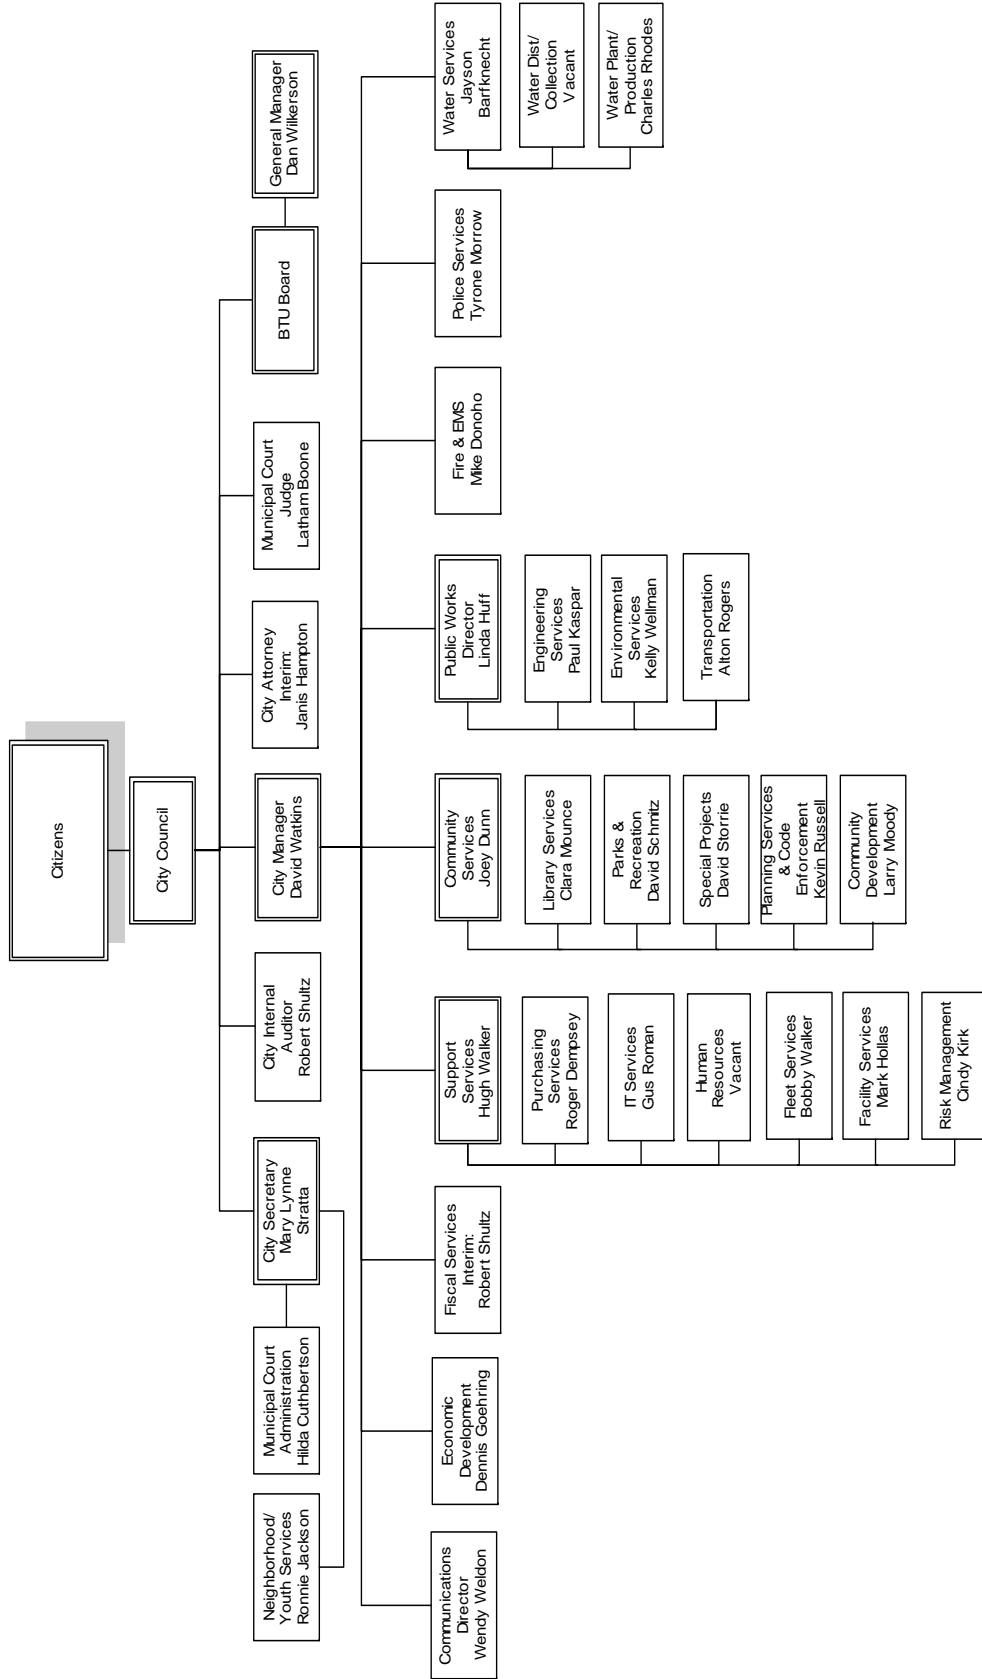 Citizens
City Council
Neighborhood/
Youth Services
Ronnie Jackson
Municipal Court
Administration
Hilda Cuthbertson
City Secretary
Mary Lynne
Stratta
City Internal
Auditor
Robert Shultz
City Manager
David Watkins
City Attorney
Interim:
Janis Hampton
Municipal Court
Judge
Latham Boone
BTU Board
General Manager
Dan Wilkerson
Communications
Director
Wendy Weldon
Economic
Development
Dennis Goehring
Fiscal Services
Interim:
Robert Shultz
Support
Services
Hugh Walker
Purchasing
Services
Roger Dempsey
IT Services
Gus Roman
Human
Resources
Vacant
Fleet Services
Bobby Walker
Facility Services
Mark Hollas
Risk Management
Cindy Kirk
Community
Services
Joey Dunn
Library Services
Clara Mounce
Parks &
Recreation
David Schmitz
Special Projects
David Storrie
Planning Services
& Code
Enforcement
Kevin Russell
Community
Development
Larry Moody
Public Works
Director
Linda Huff
Engineering
Services
Paul Kaspar
Environmental
Services
Kelly Wellman
Transportation
Alton Rogers
Fire & EMS
Mike Donoho
Police Services
Tyrone Morrow
Water Services
Jayson
Barfknecht
Water Dist/
Collection
Vacant
Water Plant/
Production
Charles Rhodes